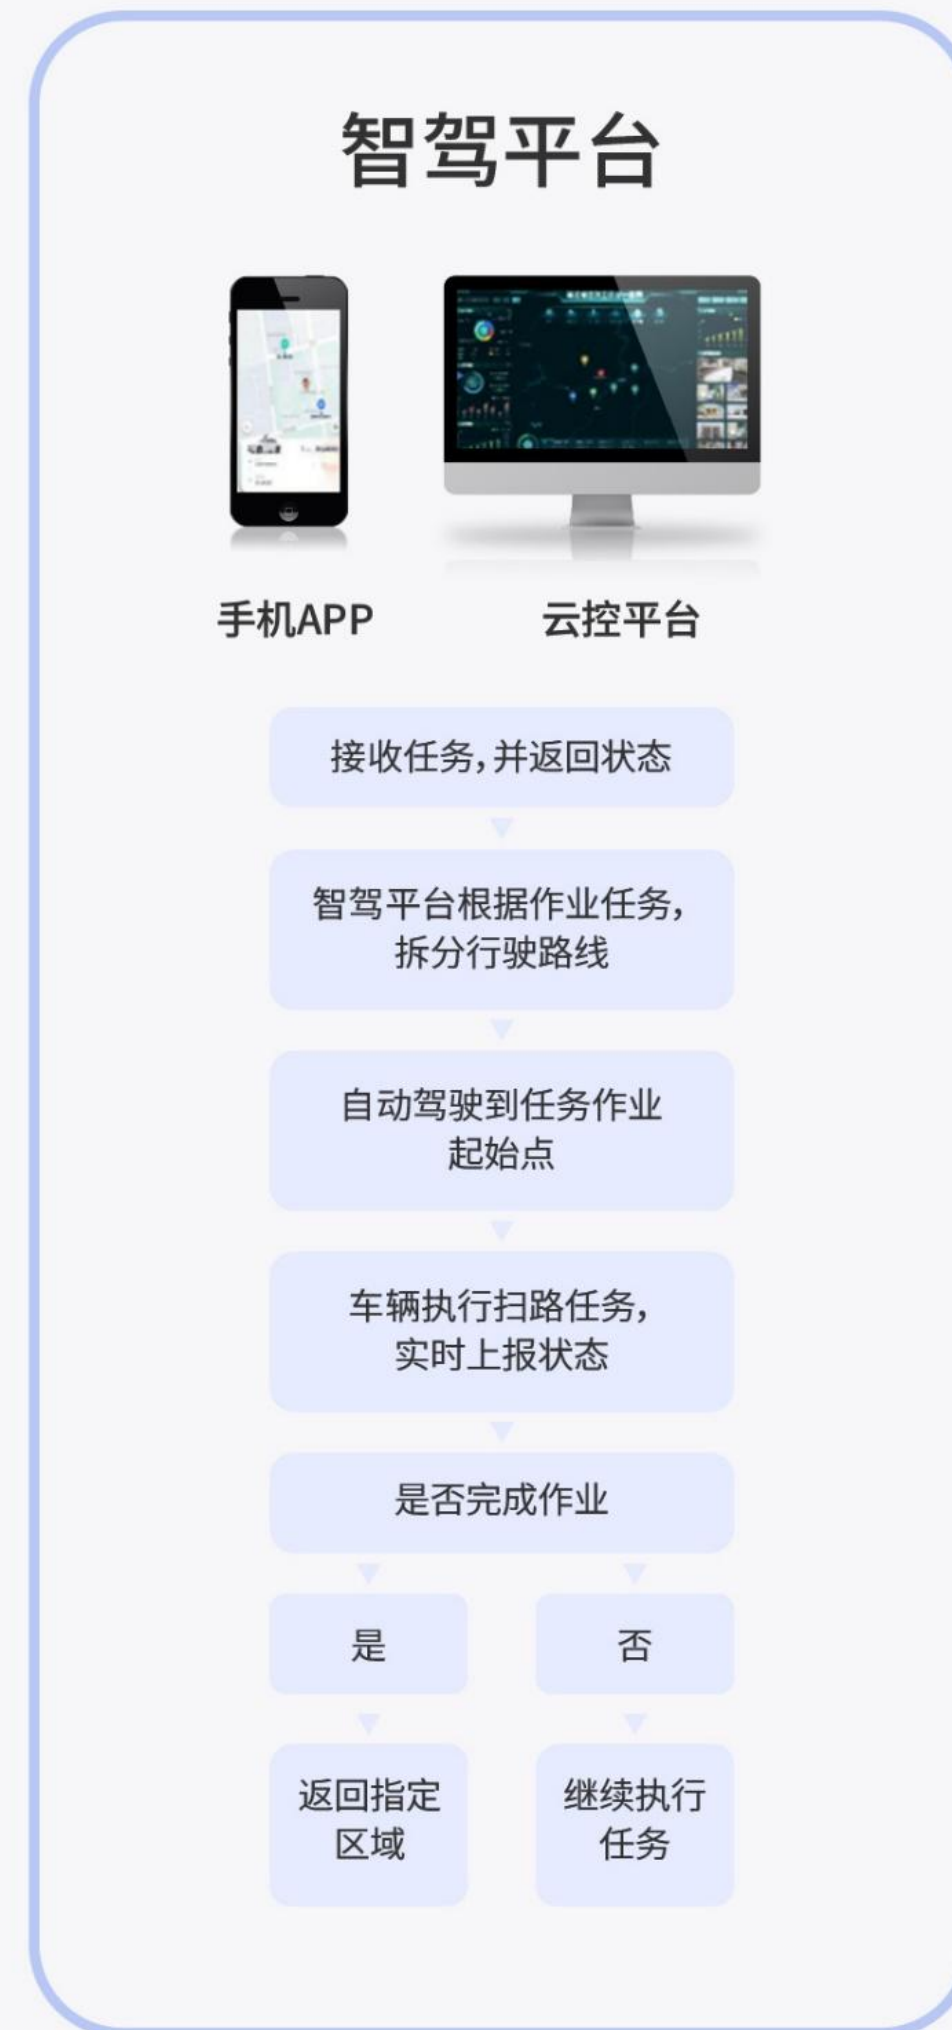 智驾平台
手机APP
云控平台
接收任务,并返回状态
智驾平台根据作业任务,
拆分行驶路线
自动驾驶到任务作业
起始点
车辆执行扫路任务,
实时上报状态
是否完成作业
是
否
返回指定
区域
继续执行
任务